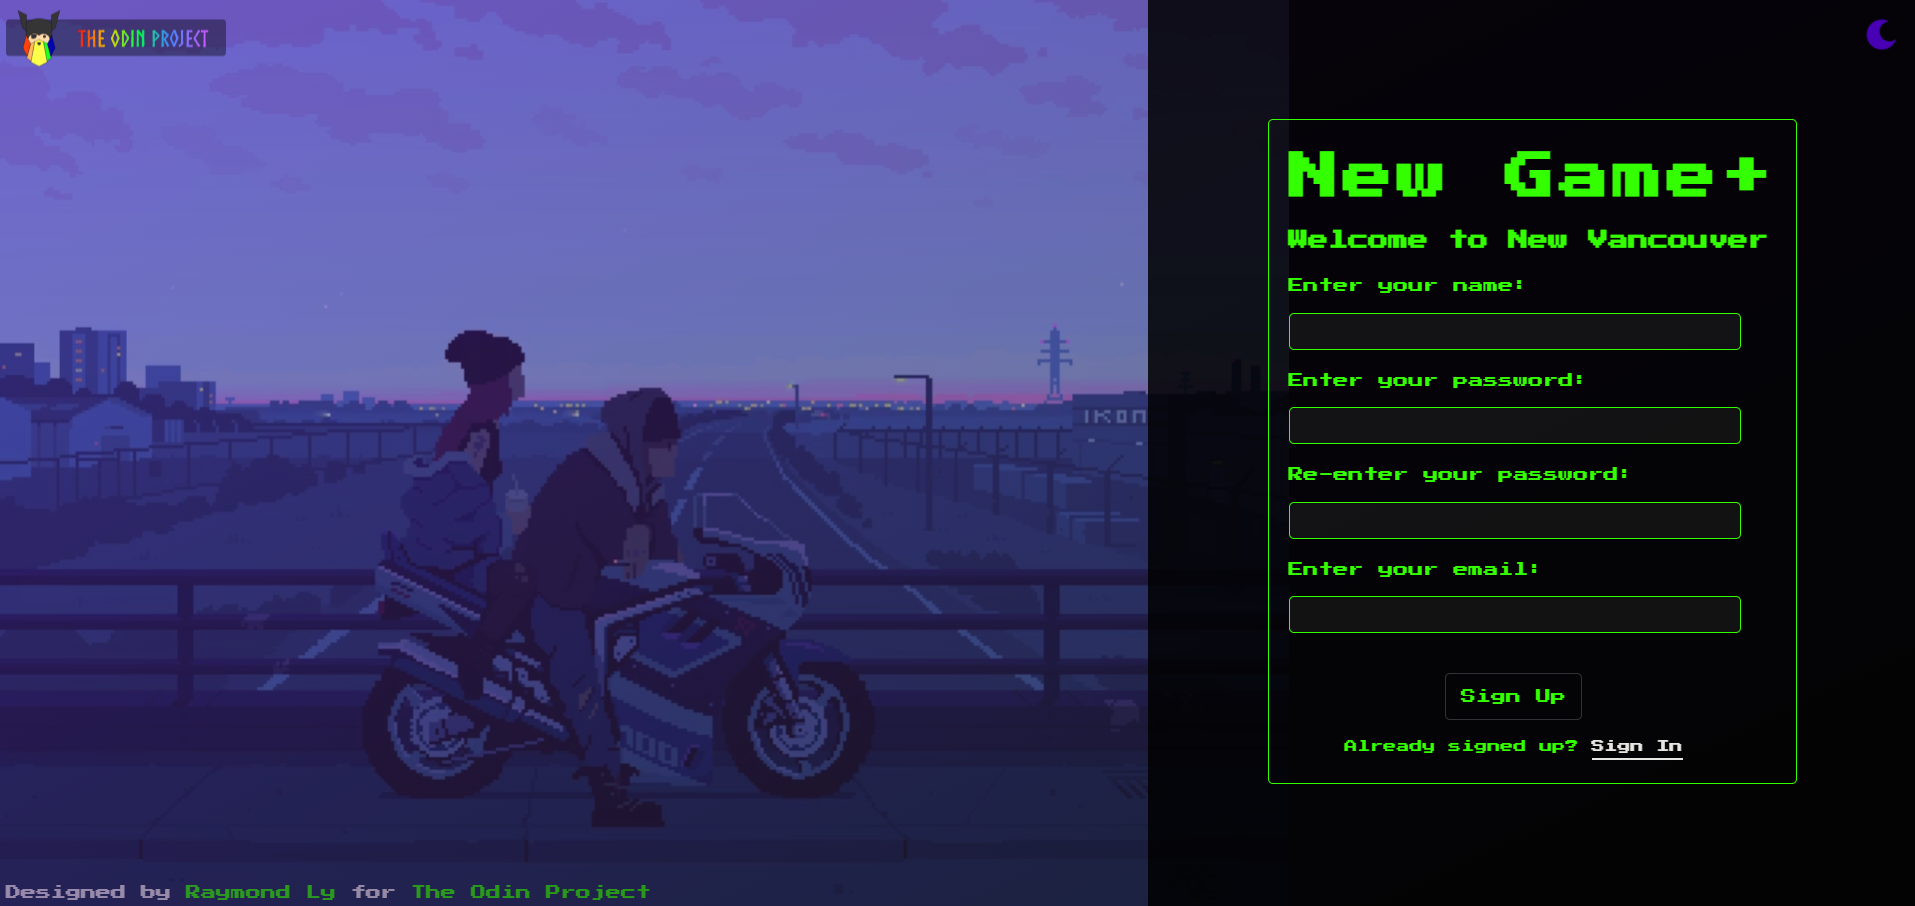 THE ODIN PROJECT
New Game+
Welcome to New Vancouver
Enter your name:
Enter your password:
Re-enter your password:
Enter your email:
Sign Up
Already signed up? Sign In
IKON
Designed by Raymond Ly for The Odin Project